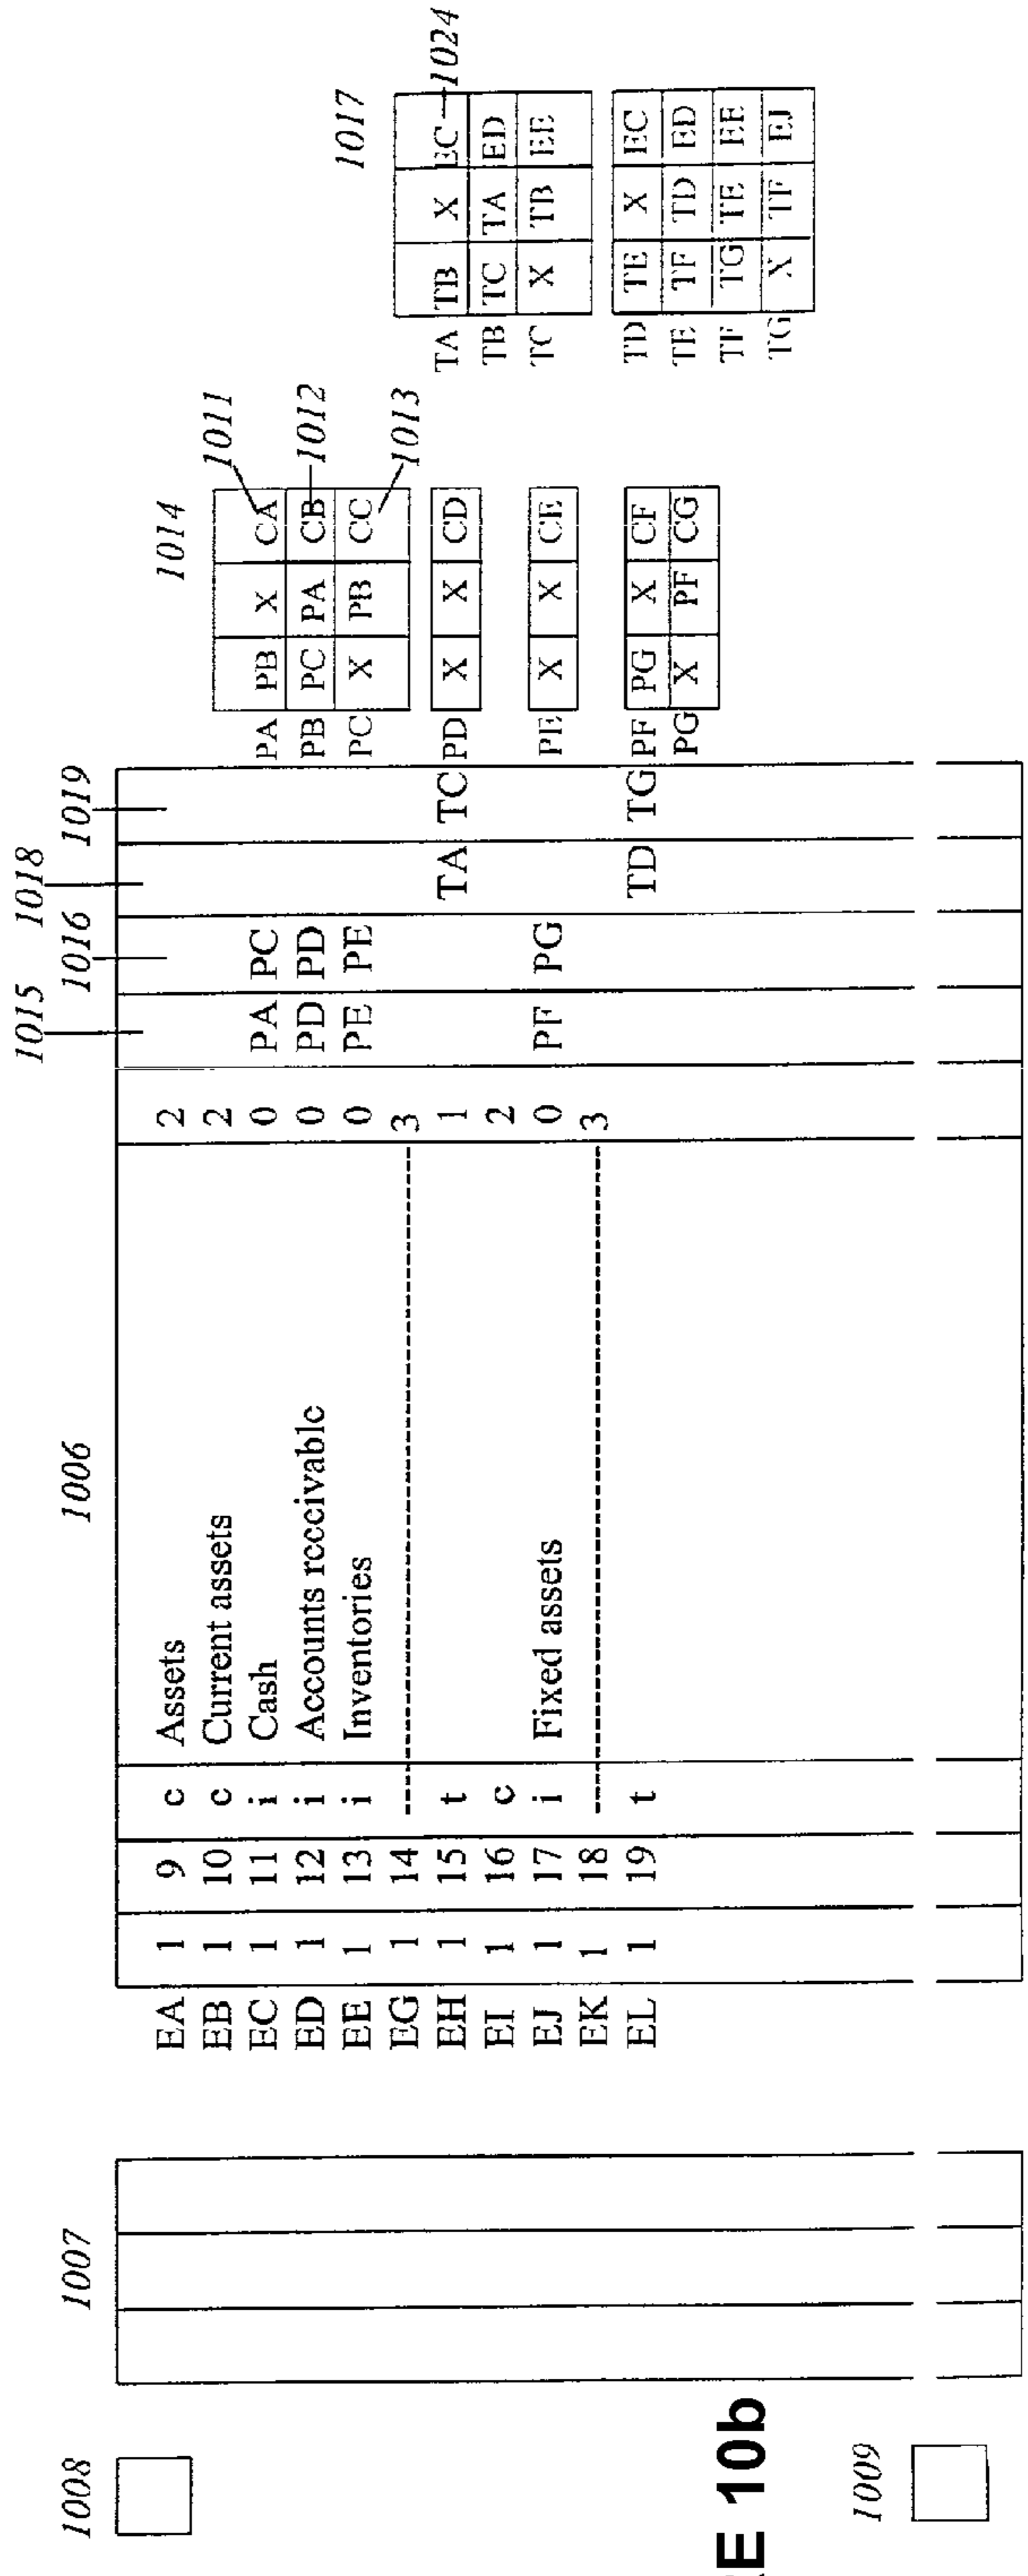 1015 1018
1008 1007 1006 1016 1019
EA 1 9 c Assets 2 1014
EB 1 10 c Current assets 2 1011
EC 1 11 i Cash 0 PA PC PA PB X CA
ED 1 12 i Accounts receivable 0 PD PD PB PC PA CB 1012
EE 1 13 i Inventories 0 PE PE PC X PB CC 1017
EG 1 14 3 1013
EH 1 15 t 1 TA TC PD X X CD TA TB X EC 1024
EI 1 16 c 2 TB TC TA ED
EJ 1 17 i Fixed assets 0 PF PG PE X X CE TC X TB EE
EK 1 18 3
EL 1 19 t TD TG PF PG X CF TD TE X EC
PG X PF CG TE TF TD ED
E 10b TF TG TE EE
TG X TF EJ
1009